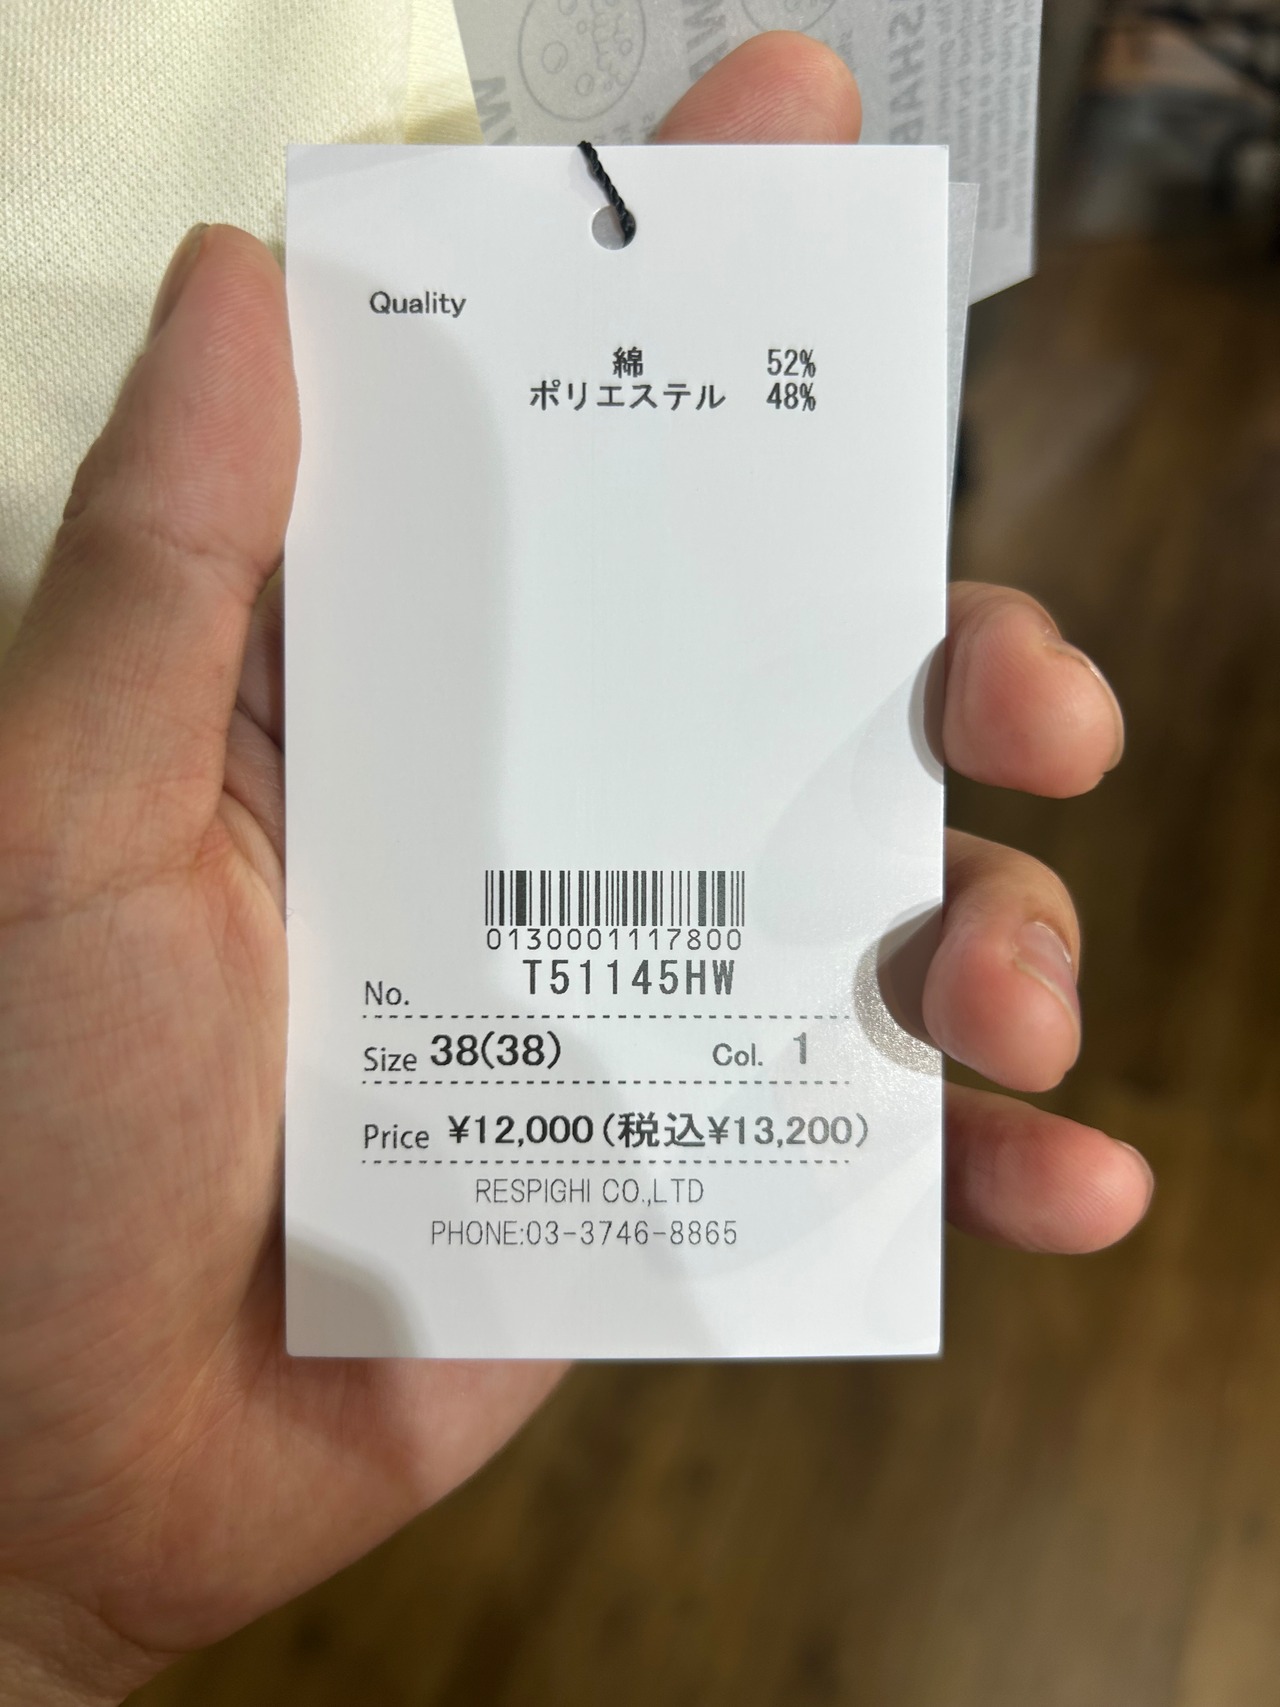 Quality
綿 52%
ポリエステル 48%
0130001117800
No. T51145HW
Size 38(38) Col. 1
Price ¥12,000(税込¥13,200)
RESPIGHI CO.,LTD
PHONE:03-3746-8865